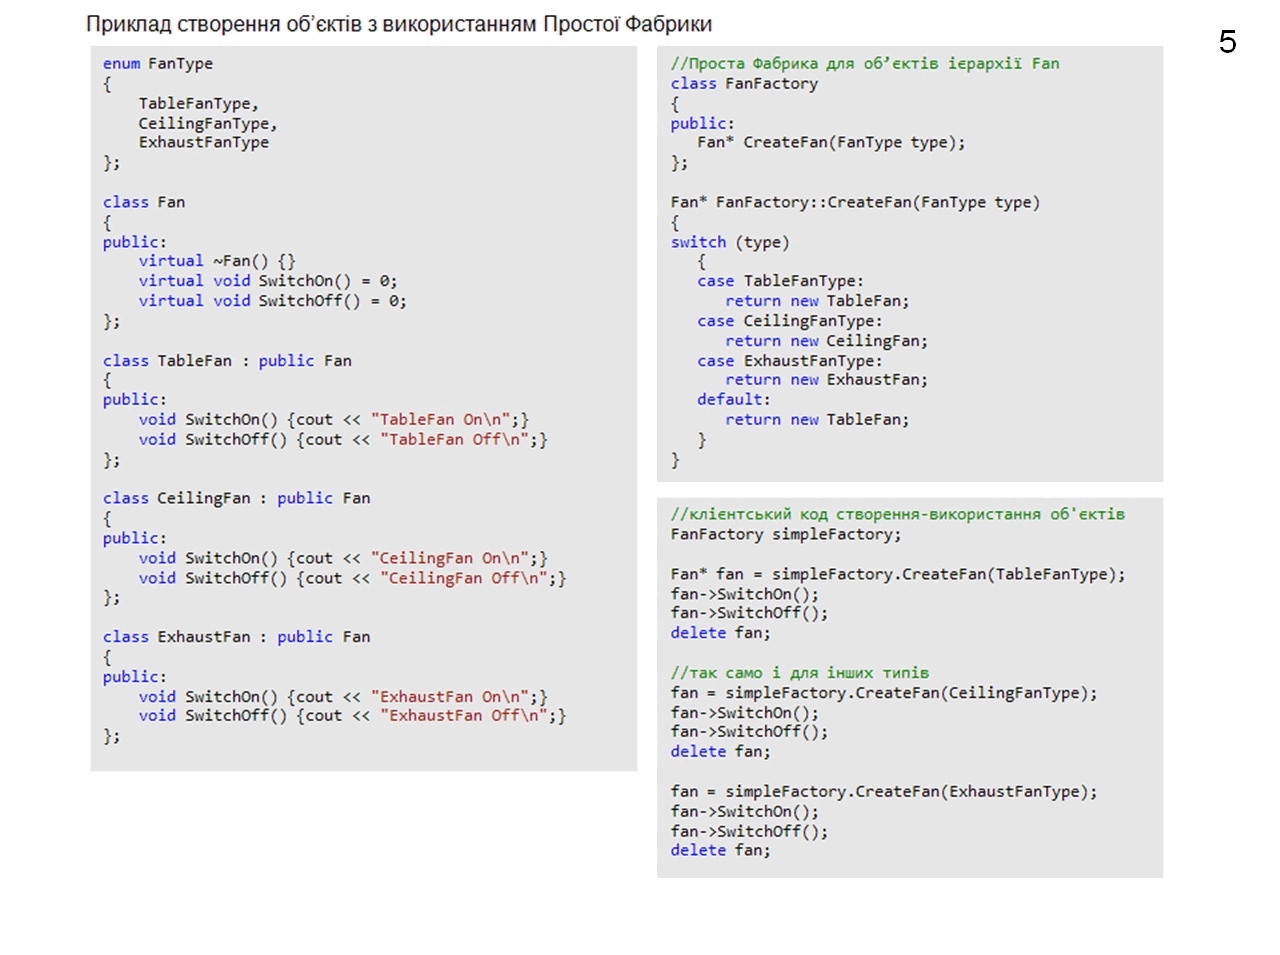 Приклад створення об’єктів з використанням Простої Фабрики
5
enum FanType
{
    TableFanType,
    CeilingFanType,
    ExhaustFanType
};
class Fan
{
public:
    virtual ~Fan() {}
    virtual void SwitchOn() = 0;
    virtual void SwitchOff() = 0;
};
class TableFan : public Fan
{
public:
    void SwitchOn() {cout << "TableFan On\n";}
    void SwitchOff() {cout << "TableFan Off\n";}
};
class CeilingFan : public Fan
{
public:
    void SwitchOn() {cout << "CeilingFan On\n";}
    void SwitchOff() {cout << "CeilingFan Off\n";}
};
class ExhaustFan : public Fan
{
public:
    void SwitchOn() {cout << "ExhaustFan On\n";}
    void SwitchOff() {cout << "ExhaustFan Off\n";}
};
//Проста Фабрика для об’єктів ієрархії Fan
class FanFactory
{
public:
   Fan* CreateFan(FanType type);
};
Fan* FanFactory::CreateFan(FanType type)
{
switch (type)
   {
   case TableFanType:
      return new TableFan;
   case CeilingFanType:
      return new CeilingFan;
   case ExhaustFanType:
      return new ExhaustFan;
   default:
      return new TableFan;
   }
}
//клієнтський код створення-використання об'єктів
FanFactory simpleFactory;
Fan* fan = simpleFactory.CreateFan(TableFanType);
fan->SwitchOn();
fan->SwitchOff();
delete fan;
//так само і для інших типів
fan = simpleFactory.CreateFan(CeilingFanType);
fan->SwitchOn();
fan->SwitchOff();
delete fan;
fan = simpleFactory.CreateFan(ExhaustFanType);
fan->SwitchOn();
fan->SwitchOff();
delete fan;